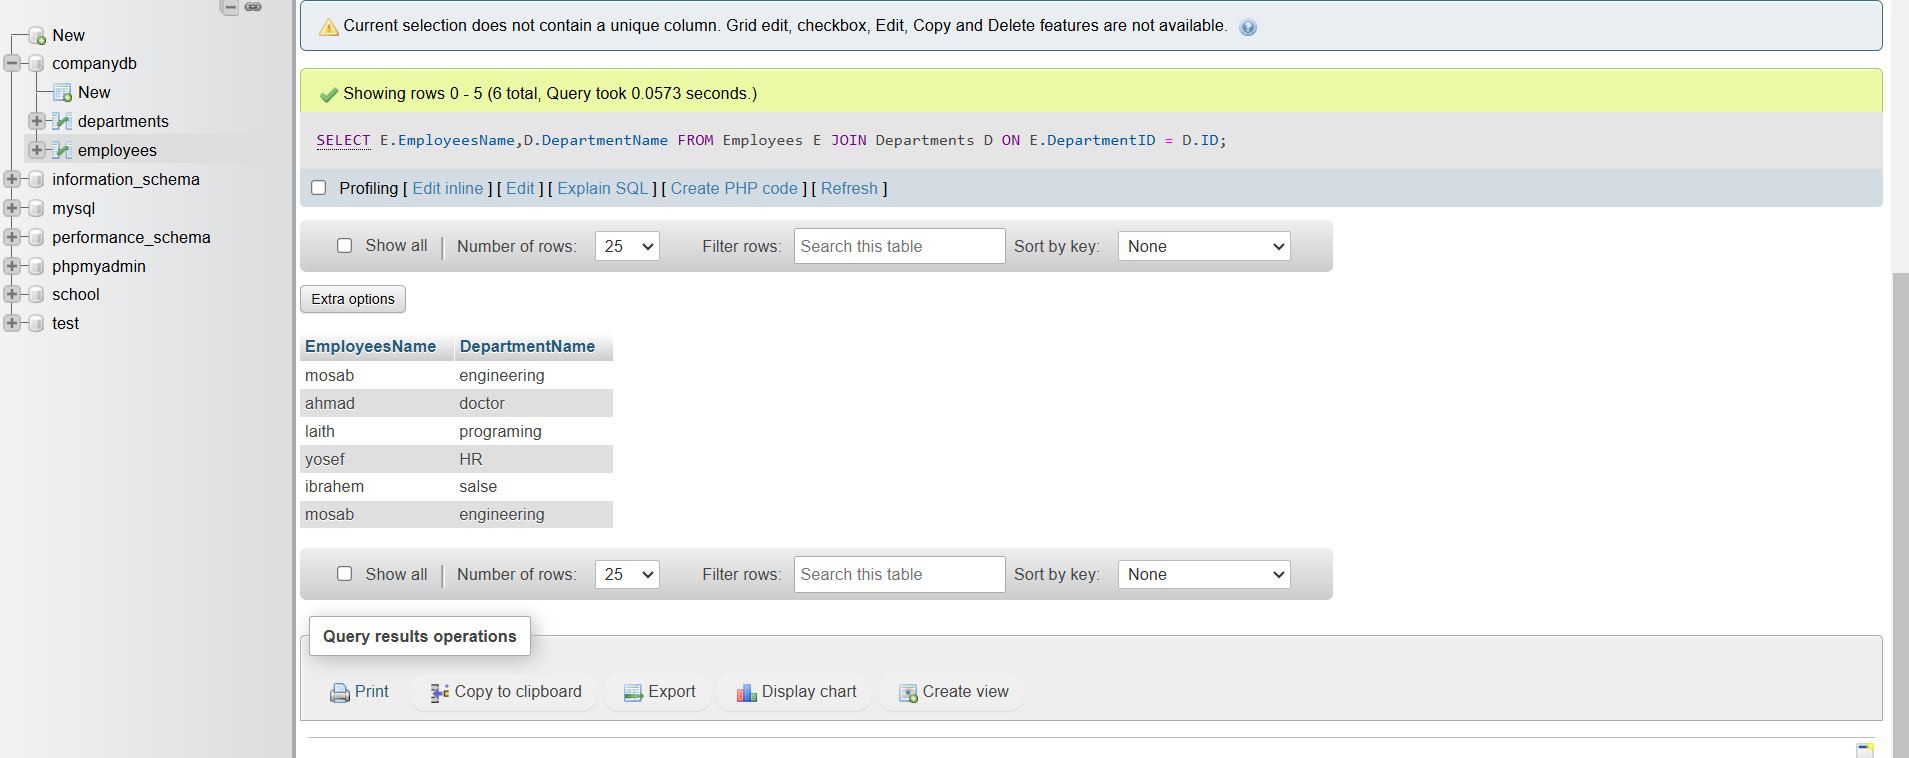 New
companydb
New
departments
employees
information_schema
mysql
performance_schema
phpmyadmin
school
test
Current selection does not contain a unique column. Grid edit, checkbox, Edit, Copy and Delete features are not available.
Showing rows 0 - 5 (6 total, Query took 0.0573 seconds.)
SELECT E.EmployeesName,D.DepartmentName FROM Employees E JOIN Departments D ON E.DepartmentID = D.ID;
Profiling [ Edit inline ] [ Edit ] [ Explain SQL ] [ Create PHP code ] [ Refresh ]
Show all | Number of rows: 25 Filter rows: Search this table Sort by key: None
Extra options
EmployeesName DepartmentName
mosab engineering
ahmad doctor
laith programing
yosef HR
ibrahem salse
mosab engineering
Show all | Number of rows: 25 Filter rows: Search this table Sort by key: None
Query results operations
Print Copy to clipboard Export Display chart Create view